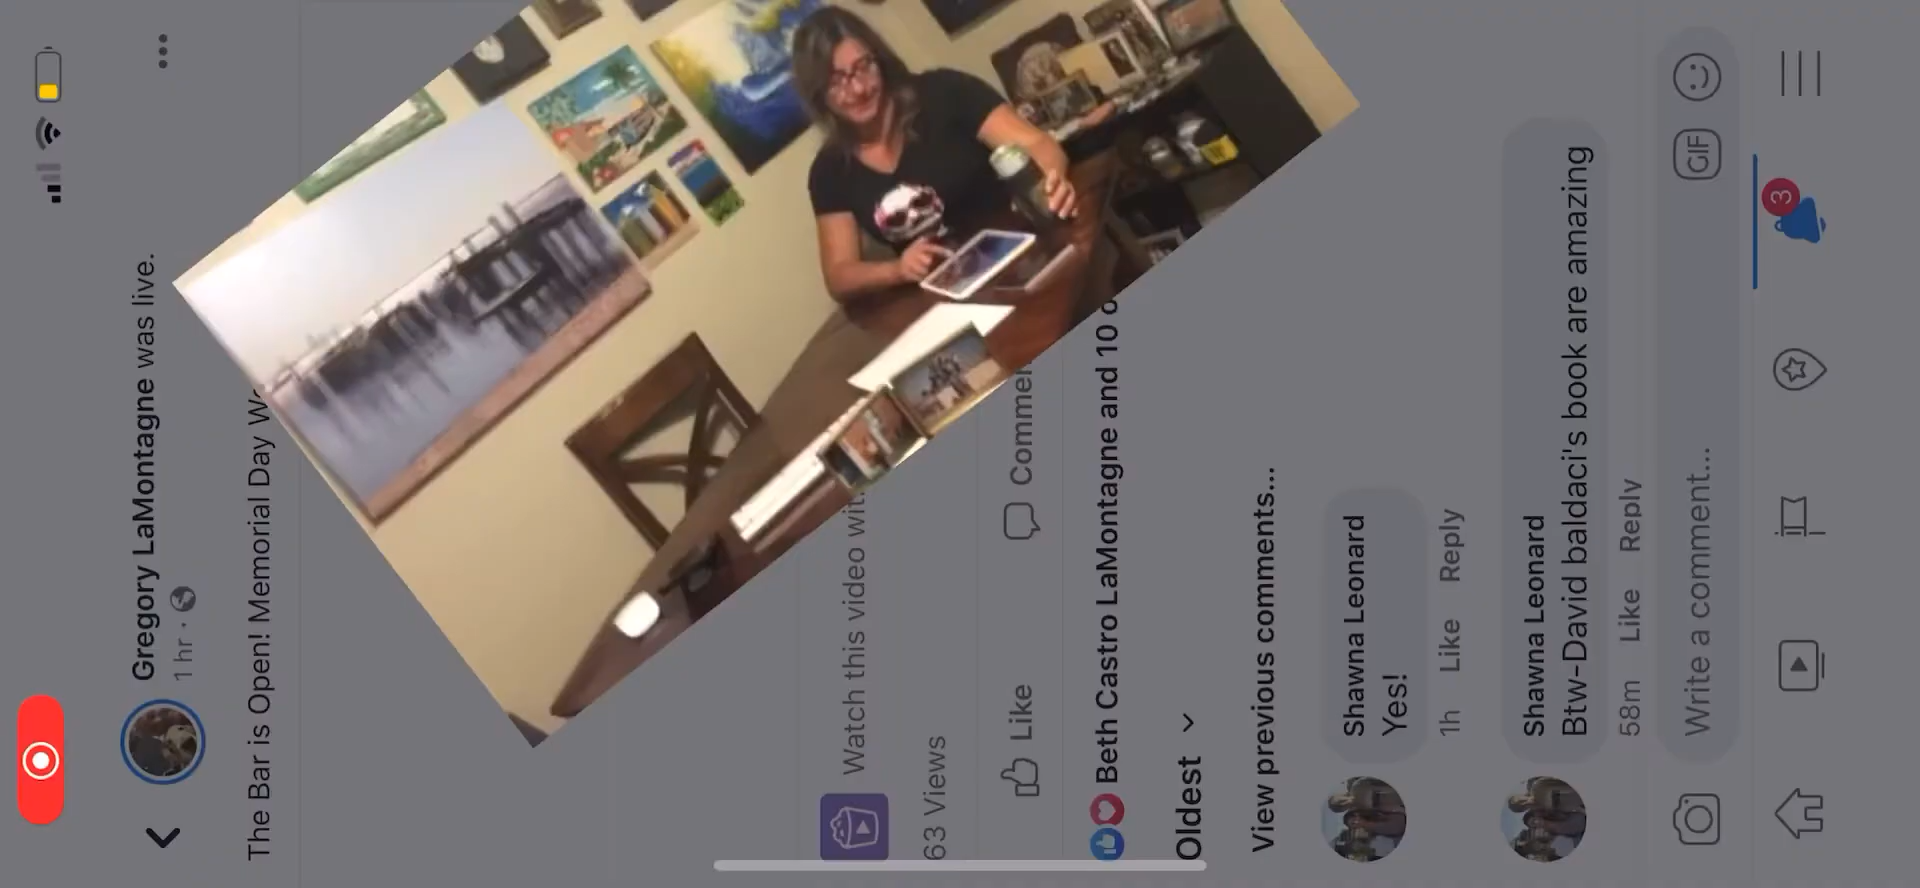 Gregory LaMontagne was live.
1 hr ·
The Bar is Open! Memorial Day
Watch this video
63 Views
Like
Commen
Beth Castro LaMontagne and 10 o
Oldest
View previous comments...
Shawna Leonard
Yes!
1h Like Reply
Shawna Leonard
Btw-David baldaci's book are amazing
58m Like Reply
Write a comment...
GIF
3